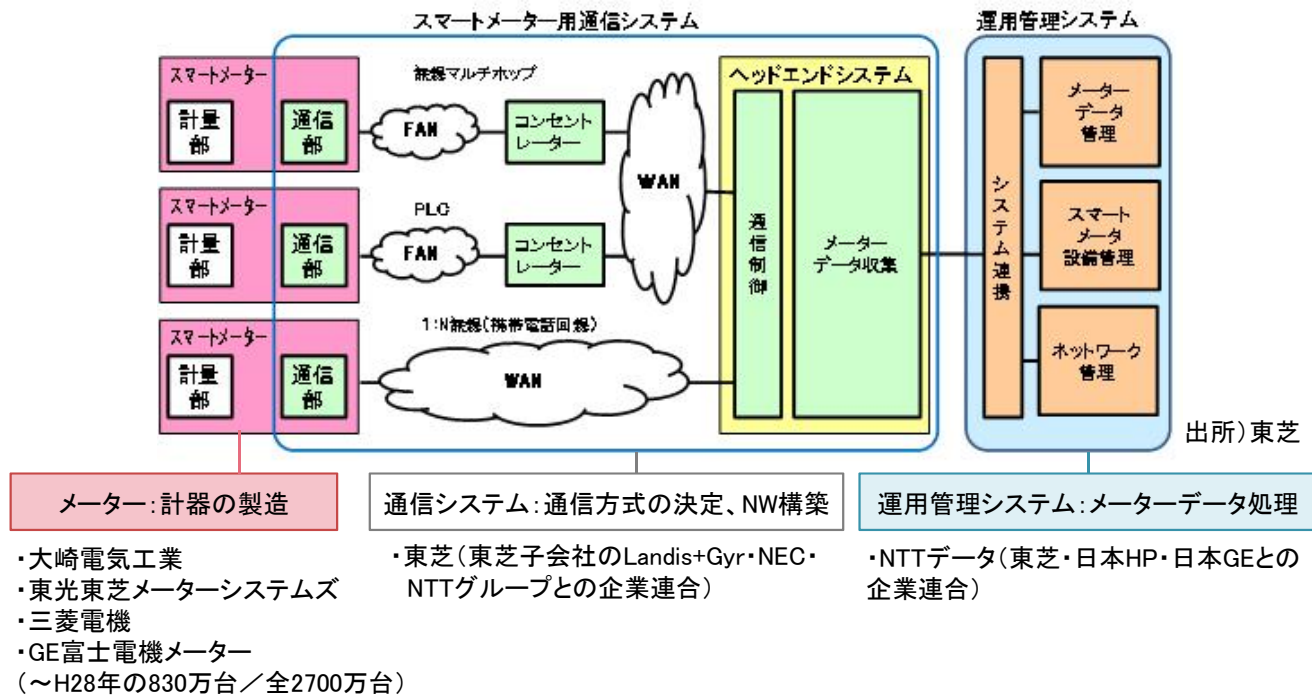 スマートメーター用通信システム
運用管理システム
スマートメーター
計量
部
通信
部
無線マルチホップ
FAN
コンセント
レーター
スマートメーター
計量
部
通信
部
PLC
FAN
コンセント
レーター
WAN
スマートメーター
計量
部
通信
部
1:N無線(携帯電話回線)
WAN
ヘッドエンドシステム
通信制御
メーター
データ収集
システム連携
メーター
データ
管理
スマート
メータ
設備管理
ネットワーク
管理
出所)東芝
メーター:計器の製造
・大崎電気工業
・東光東芝メーターシステムズ
・三菱電機
・GE富士電機メーター
(～H28年の830万台／全2700万台)
通信システム:通信方式の決定、NW構築
・東芝(東芝子会社のLandis+Gyr・NEC・
NTTグループとの企業連合)
運用管理システム:メーターデータ処理
・NTTデータ(東芝・日本HP・日本GEとの
企業連合)